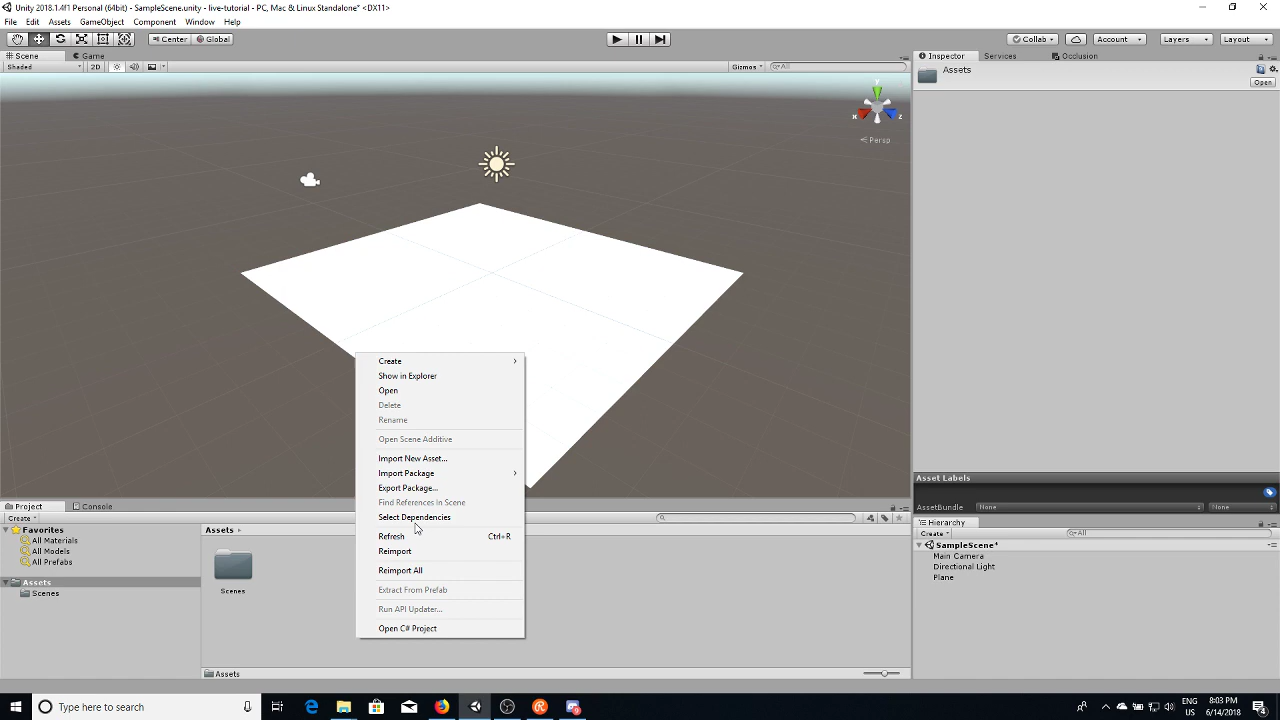 Unity 2018.1.4f1 Personal (64bit) - SampleScene.unity - live-tutorial - PC, Mac & Linux Standalone* <DX11>
File Edit Assets GameObject Component Window Help
Center Global Collab Account Layers Layout
Scene Game
Shaded 2D Gizmos All
Inspector Services Occlusion
Assets
Open
y
x z
Persp
Create
Show in Explorer
Open
Delete
Rename
Open Scene Additive
Import New Asset...
Import Package
Export Package...
Find References In Scene
Select Dependencies
Refresh Ctrl+R
Reimport
Reimport All
Extract From Prefab
Run API Updater...
Open C# Project
Project Console
Create
Favorites
All Materials
All Models
All Prefabs
Assets
Scenes
Assets
Scenes
Assets
Asset Labels
AssetBundle None None
Hierarchy
Create All
SampleScene*
Main Camera
Directional Light
Plane
Type here to search
ENG
US
8:03 PM
6/14/2018